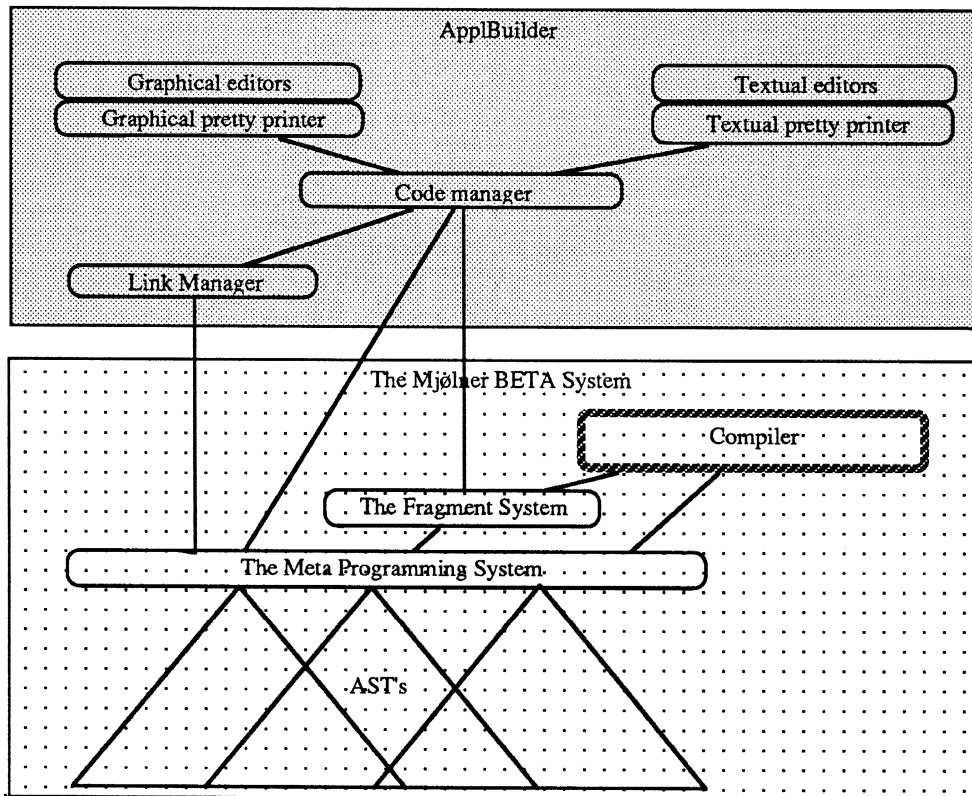 ApplBuilder
Graphical editors
Graphical pretty printer
Textual editors
Textual pretty printer
Code manager
Link Manager
The Mjølner BETA System
Compiler
The Fragment System
The Meta Programming System
AST's